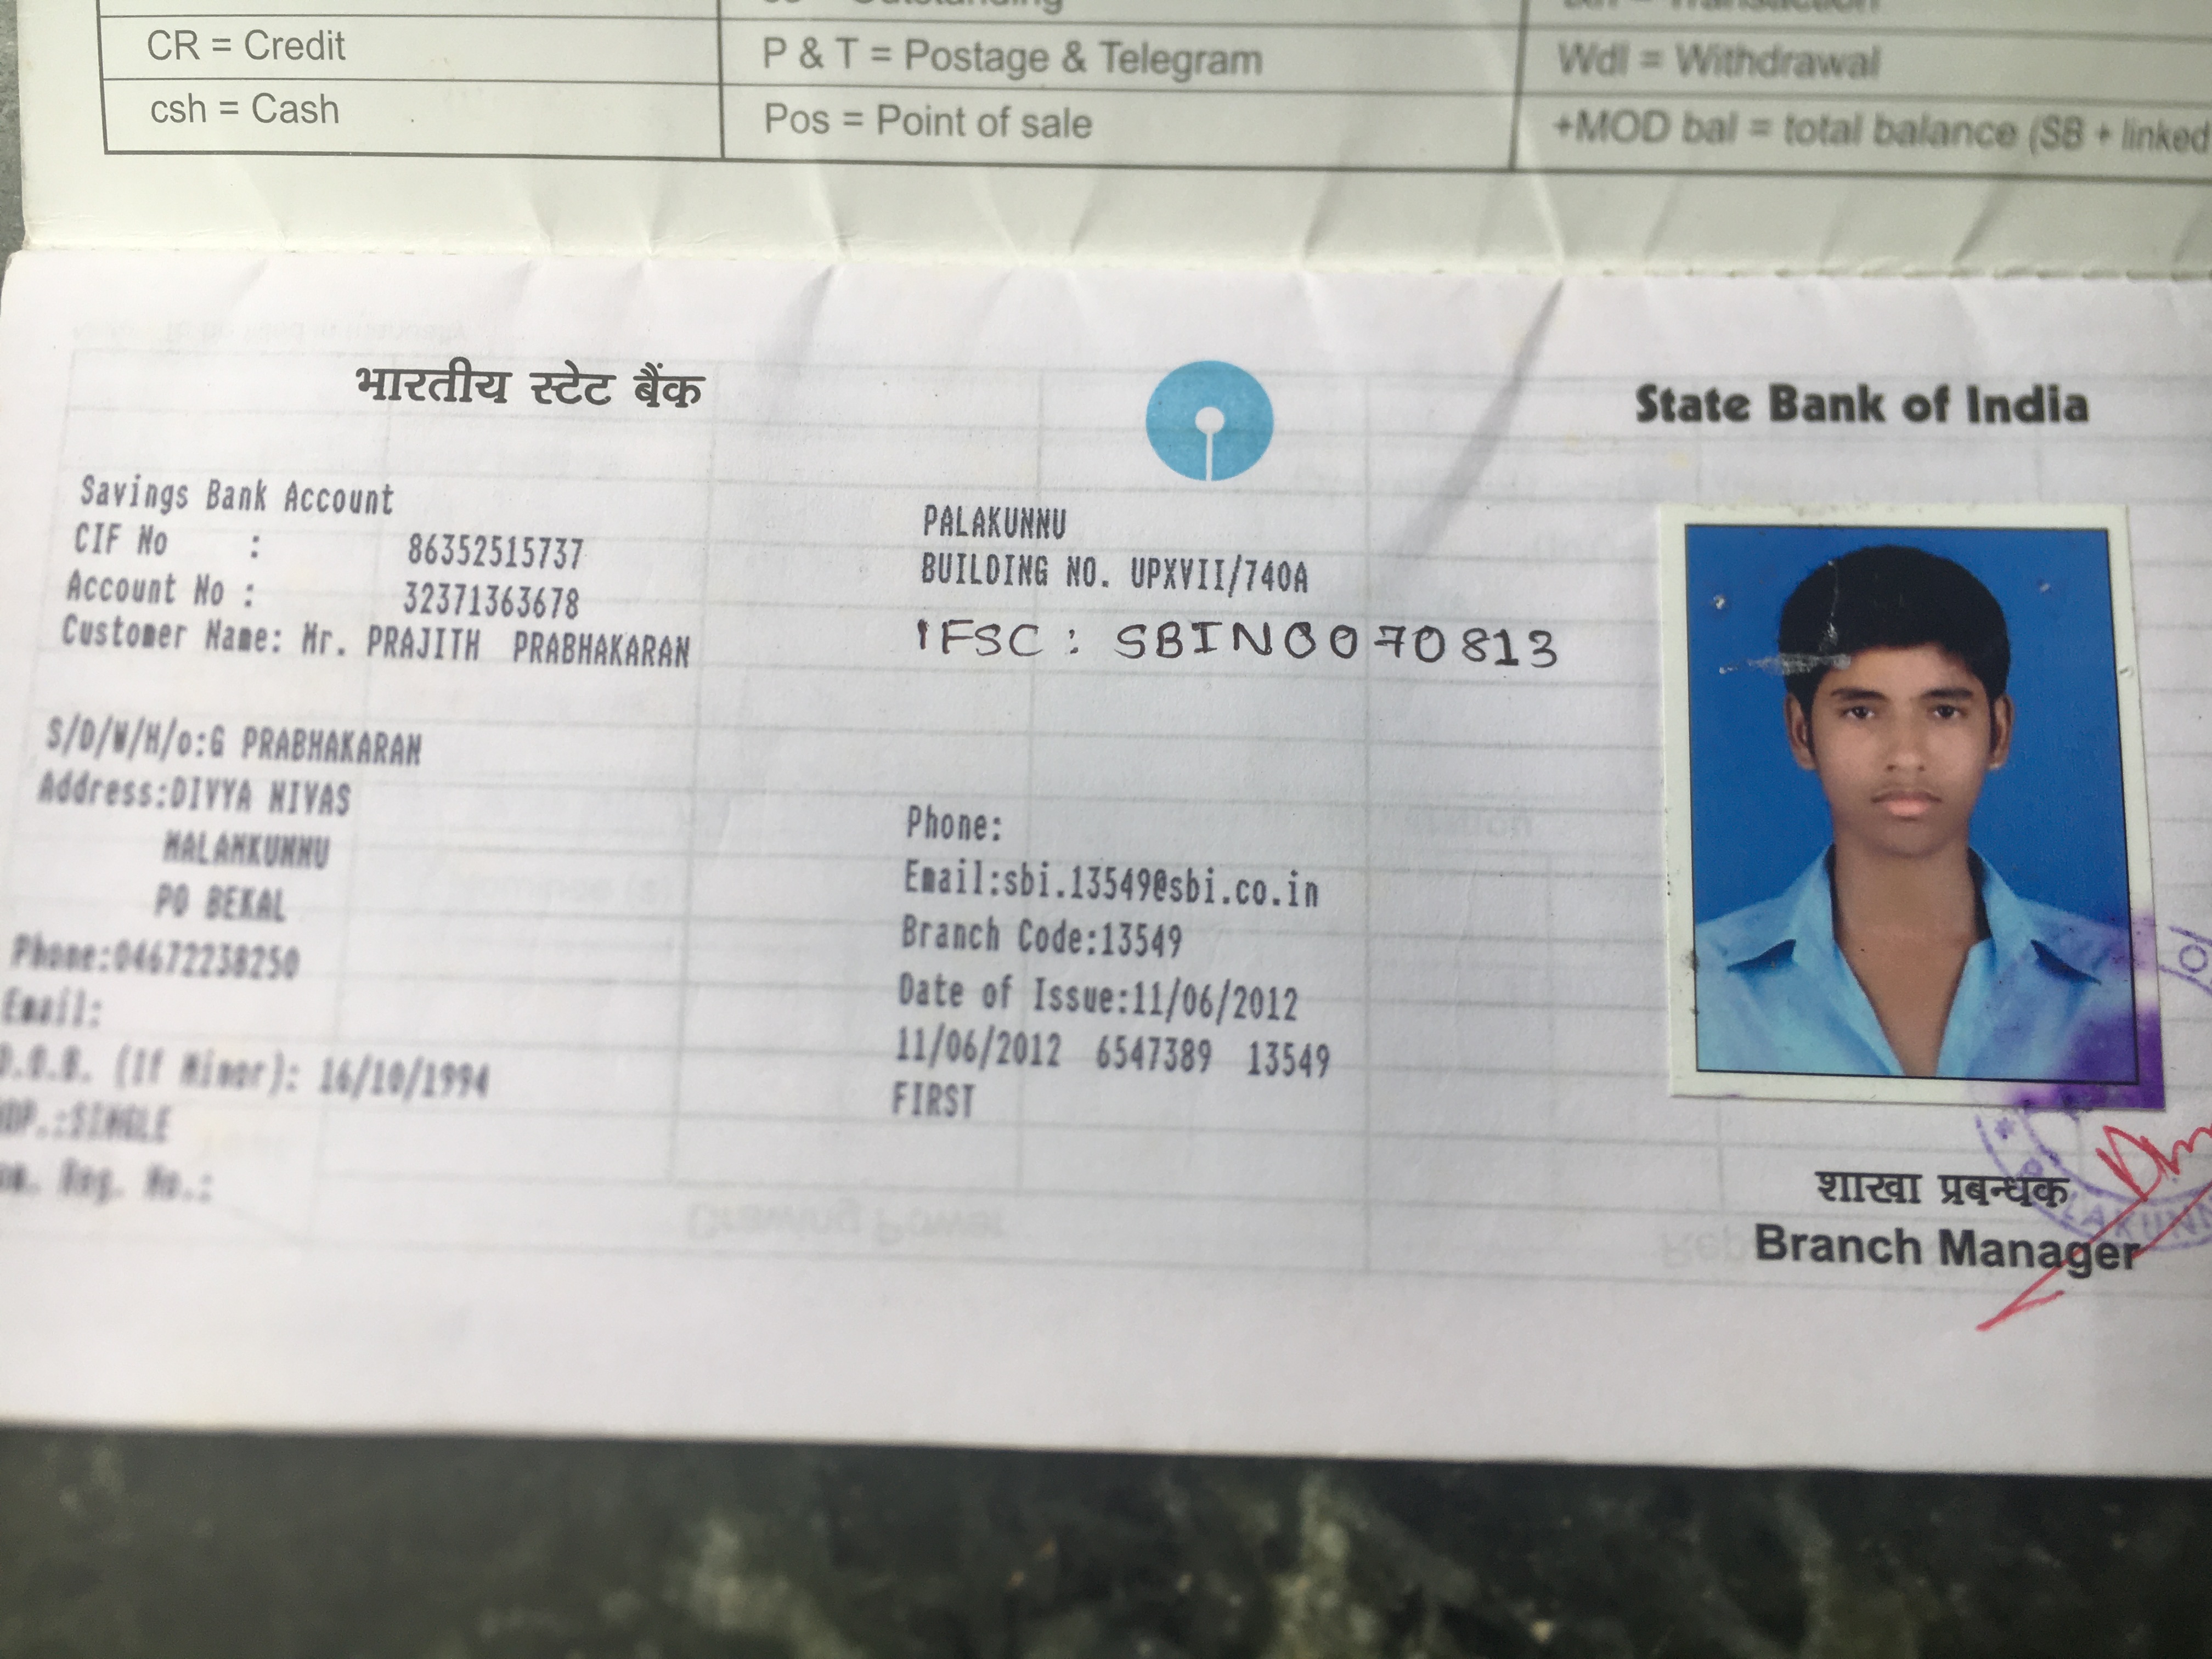 CR = Credit
P & T = Postage & Telegram
Wdl = Withdrawal
csh = Cash
Pos = Point of sale
+MOD bal = total balance (SB + linked
भारतीय स्टेट बैंक
State Bank of India
Savings Bank Account
CIF No : 86352515737
Account No : 32371363678
Customer Name: Mr. PRAJITH PRABHAKARAN
S/D/W/H/o:G PRABHAKARAN
Address:DIVYA NIVAS
MALAMKUNNU
PO BEKAL
Phone:04672238250
Email:
D.O.B. (If Minor): 16/10/1994
MOP.:SINGLE
Reg. No.:
PALAKUNNU
BUILDING NO. UPXVII/740A
IFSC : SBIN0070813
Phone:
Email:sbi.13549@sbi.co.in
Branch Code:13549
Date of Issue:11/06/2012
11/06/2012 6547389 13549
FIRST
शाखा प्रबन्धक
Branch Manager